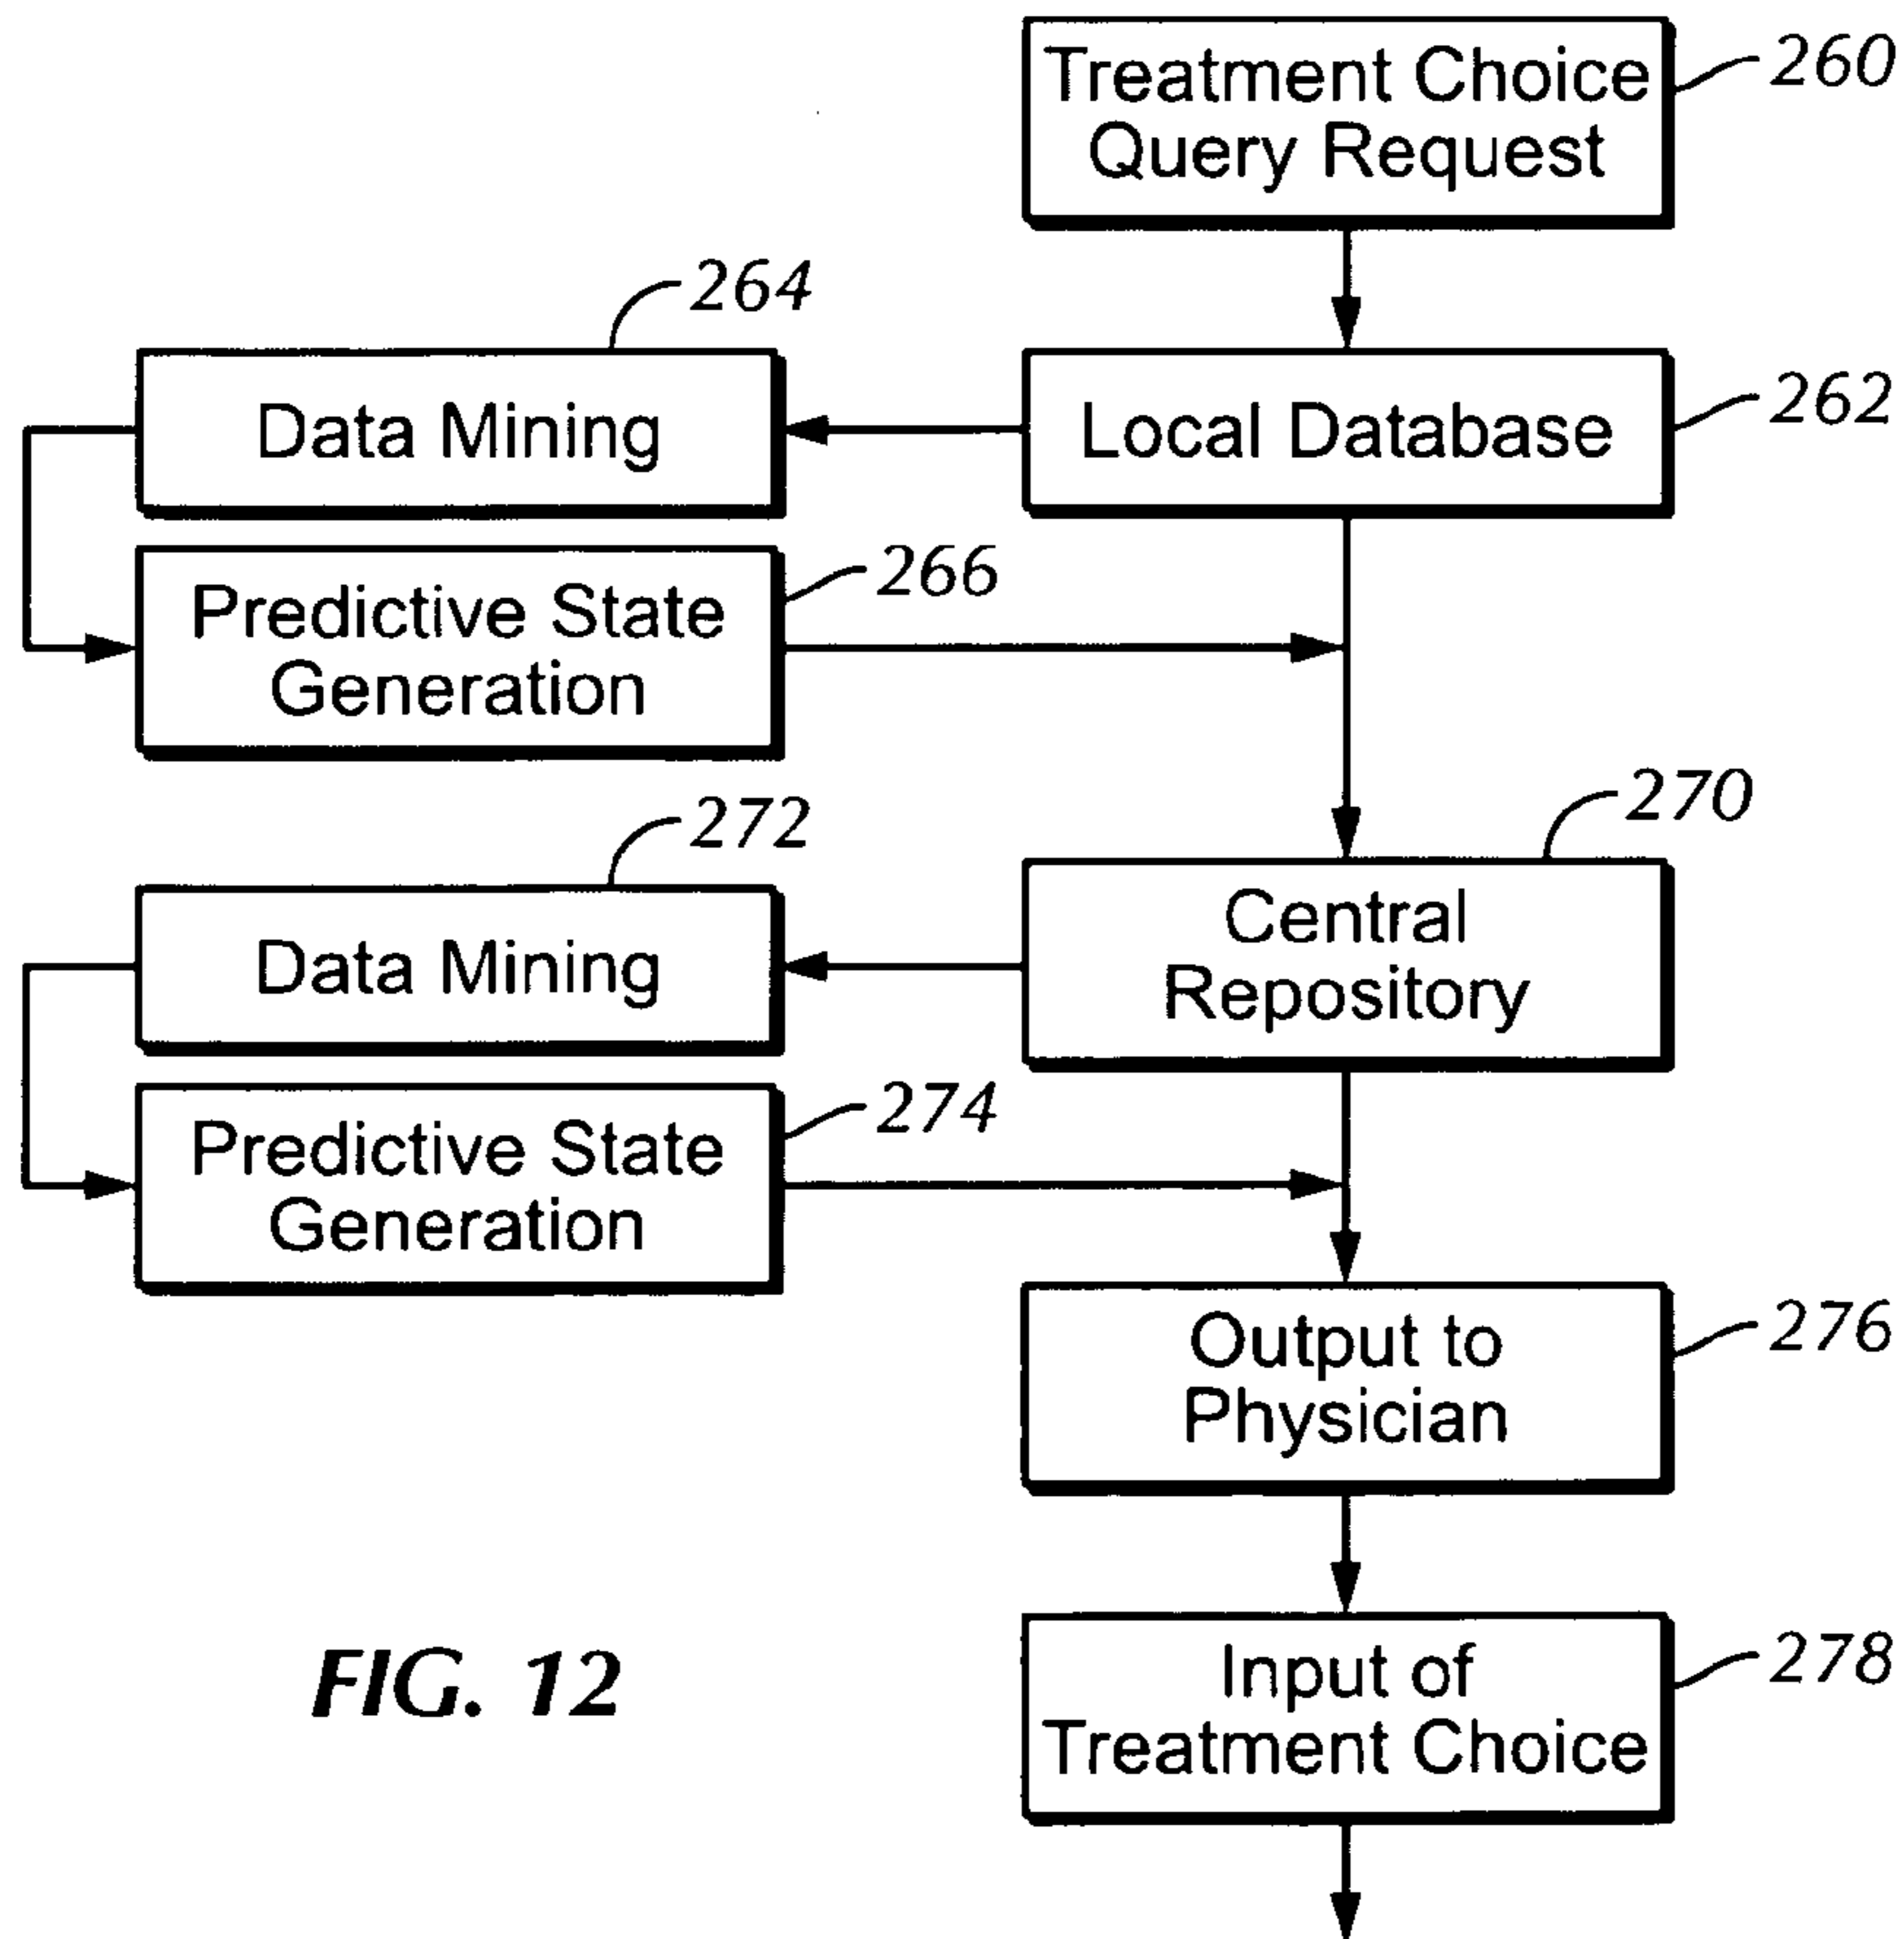 Treatment Choice
Query Request
260
264
Data Mining
Local Database
262
Predictive State
Generation
266
270
272
Data Mining
Central
Repository
Predictive State
Generation
274
Output to
Physician
276
Input of
Treatment Choice
278
FIG. 12